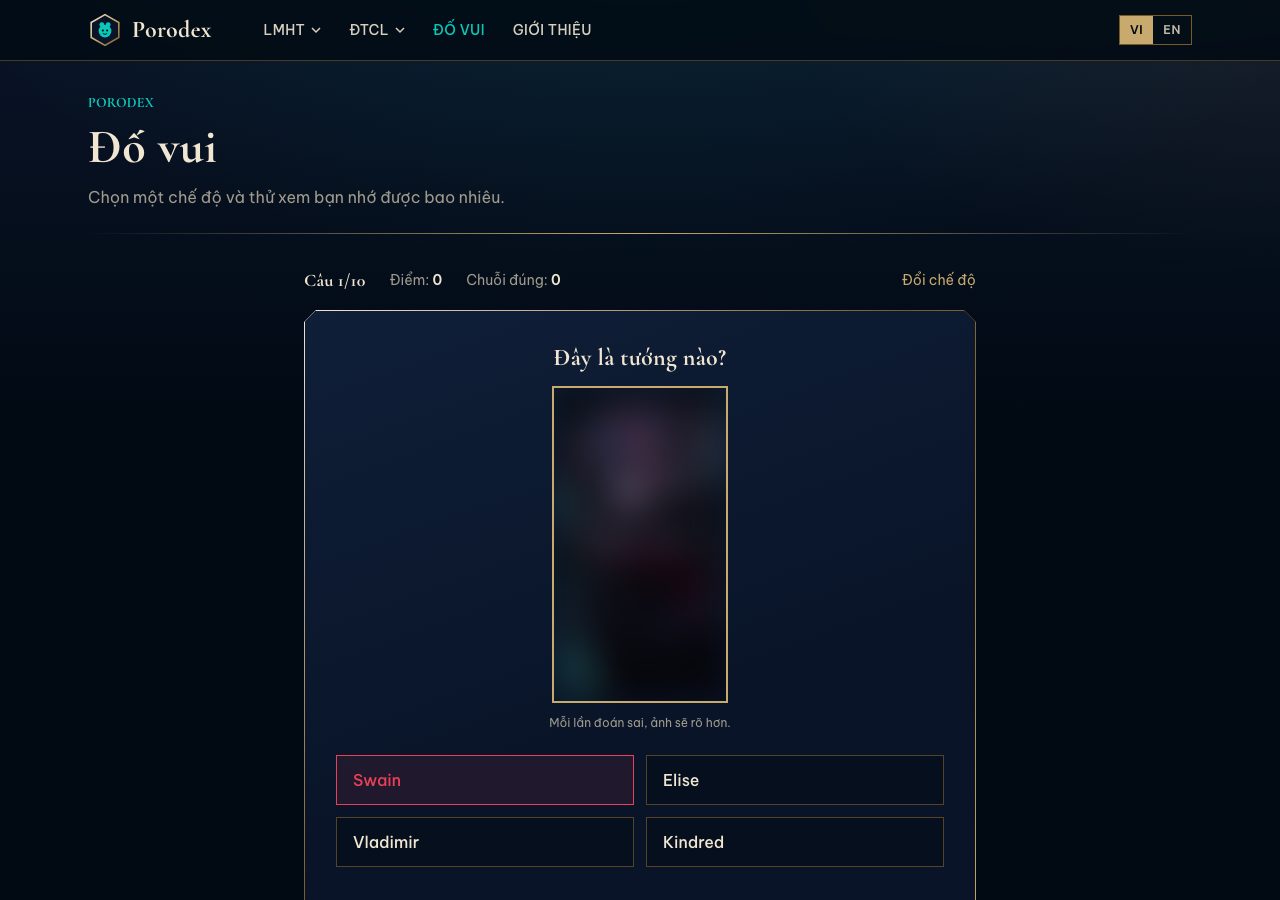 Porodex
LMHT
ĐTCL
ĐỐ VUI
GIỚI THIỆU
VI
EN
PORODEX
Đố vui
Chọn một chế độ và thử xem bạn nhớ được bao nhiêu.
Câu 1/10
Điểm: 0
Chuỗi đúng: 0
Đổi chế độ
Đây là tướng nào?
Mỗi lần đoán sai, ảnh sẽ rõ hơn.
Swain
Elise
Vladimir
Kindred